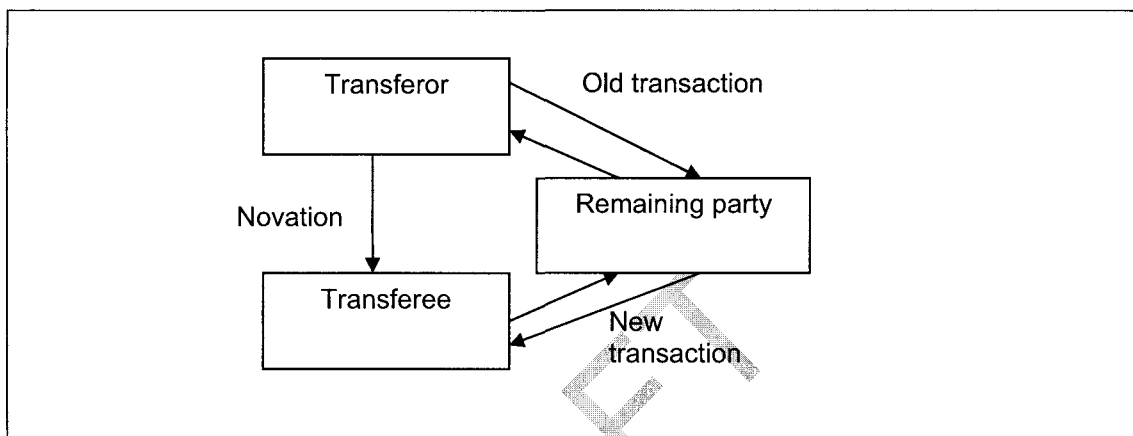 Transferor
Old transaction
Remaining party
Novation
Transferee
New
transaction